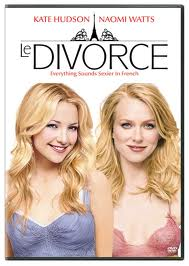 KATE HUDSON NAOMI WATTS
Le DIVORCE
Everything Sounds Sexier in French